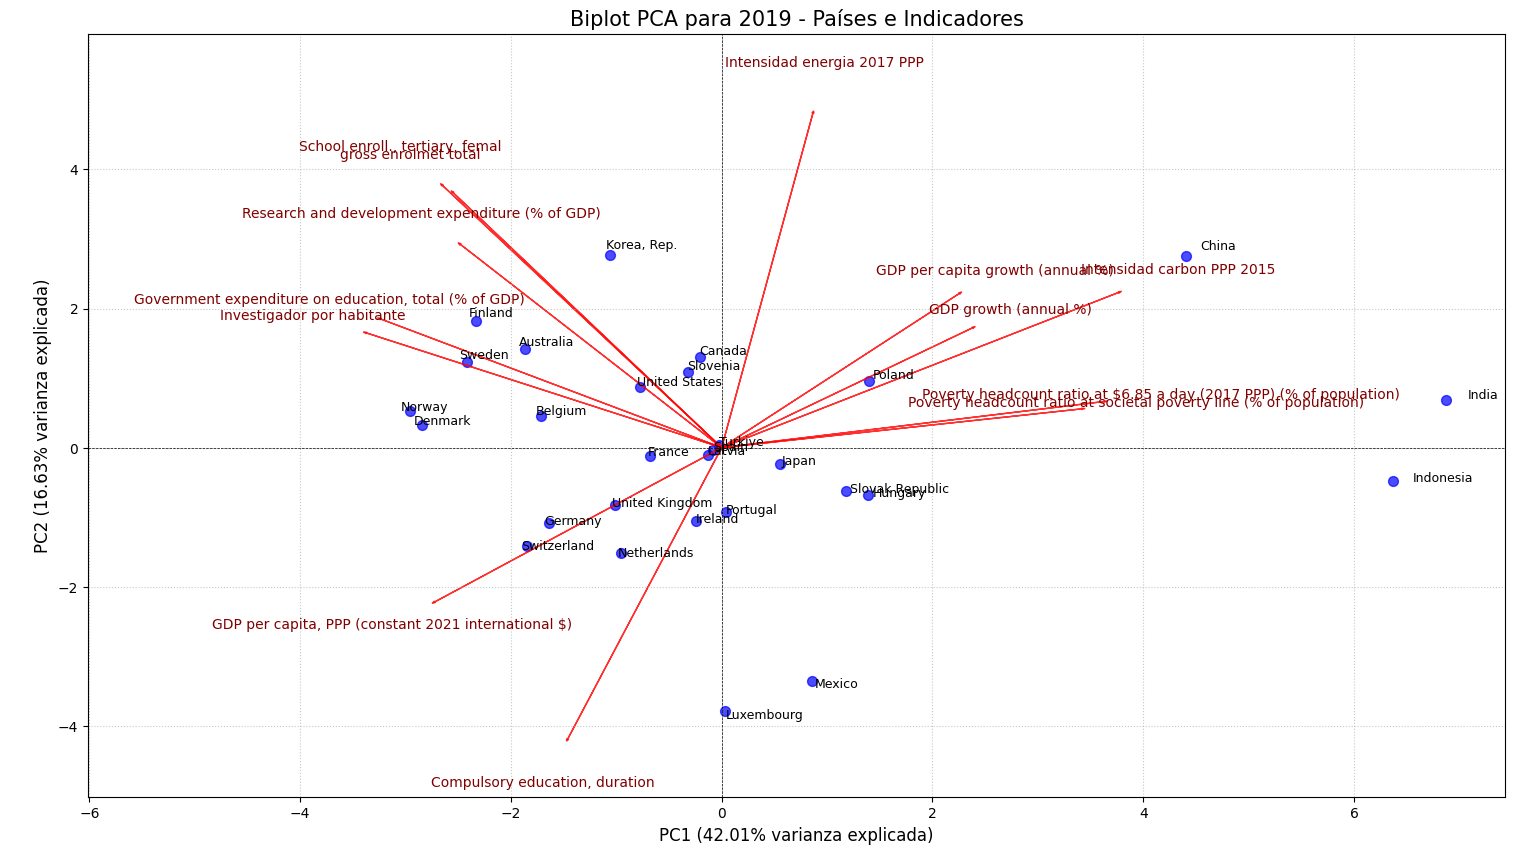 Biplot PCA para 2019 - Países e Indicadores
Intensidad energia 2017 PPP
School enroll., tertiary, femal
gross enrolmet total
Research and development expenditure (% of GDP)
Korea, Rep.
China
GDP per capita growth (annual %)
Intensidad carbon PPP 2015
Government expenditure on education, total (% of GDP)
GDP growth (annual %)
Investigador por habitante
Finland
Australia
Canada
Sweden
Slovenia
Poland
United States
Poverty headcount ratio at $6.85 a day (2017 PPP) (% of population)
India
Poverty headcount ratio at societal poverty line (% of population)
Norway
Belgium
Denmark
Turkiye
Latvia
France
Japan
Indonesia
Slovak Republic
Hungary
United Kingdom
Portugal
Ireland
Germany
Switzerland
Netherlands
GDP per capita, PPP (constant 2021 international $)
Mexico
Luxembourg
Compulsory education, duration
4
2
0
−2
−4
PC2 (16.63% varianza explicada)
−6
−4
−2
0
2
4
6
PC1 (42.01% varianza explicada)